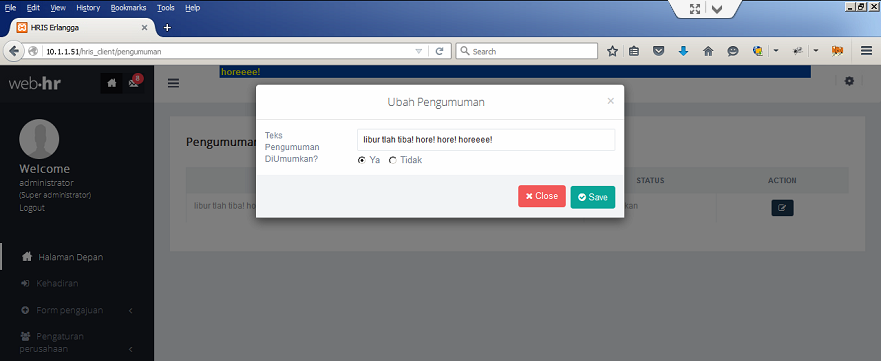 File Edit View History Bookmarks Tools Help
HRIS Erlangga
10.1.1.51/hris_client/pengumuman
Search
web•hr
8
horeeee!
Ubah Pengumuman
Teks Pengumuman
libur tlah tiba! hore! hore! horeeee!
DiUmumkan?
Ya Tidak
Close Save
Welcome
administrator
(Super administrator)
Logout
Halaman Depan
Kehadiran
Form pengajuan
Pengaturan
perusahaan
Pengumuman
STATUS ACTION
libur tlah tiba! ho
kan